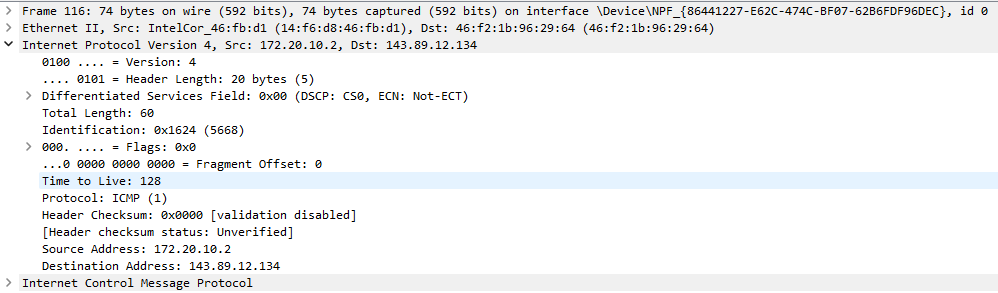 Frame 116: 74 bytes on wire (592 bits), 74 bytes captured (592 bits) on interface \Device\NPF_{86441227-E62C-474C-BF07-62B6FDF96DEC}, id 0
Ethernet II, Src: IntelCor_46:fb:d1 (14:f6:d8:46:fb:d1), Dst: 46:f2:1b:96:29:64 (46:f2:1b:96:29:64)
Internet Protocol Version 4, Src: 172.20.10.2, Dst: 143.89.12.134
0100 .... = Version: 4
.... 0101 = Header Length: 20 bytes (5)
Differentiated Services Field: 0x00 (DSCP: CS0, ECN: Not-ECT)
Total Length: 60
Identification: 0x1624 (5668)
000. .... = Flags: 0x0
...0 0000 0000 0000 = Fragment Offset: 0
Time to Live: 128
Protocol: ICMP (1)
Header Checksum: 0x0000 [validation disabled]
[Header checksum status: Unverified]
Source Address: 172.20.10.2
Destination Address: 143.89.12.134
Internet Control Message Protocol